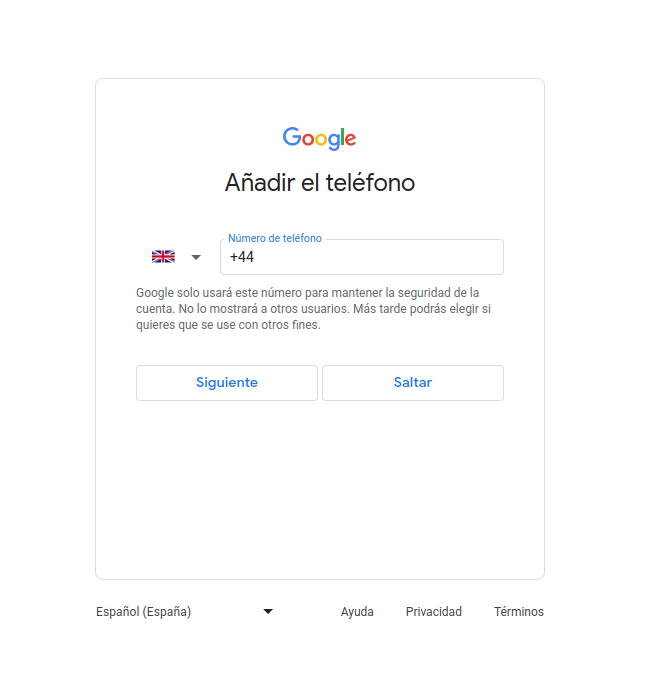 Google
Añadir el teléfono
Número de teléfono
+44
Google solo usará este número para mantener la seguridad de la
cuenta. No lo mostrará a otros usuarios. Más tarde podrás elegir si
quieres que se use con otros fines.
Siguiente Saltar
Español (España) Ayuda Privacidad Términos